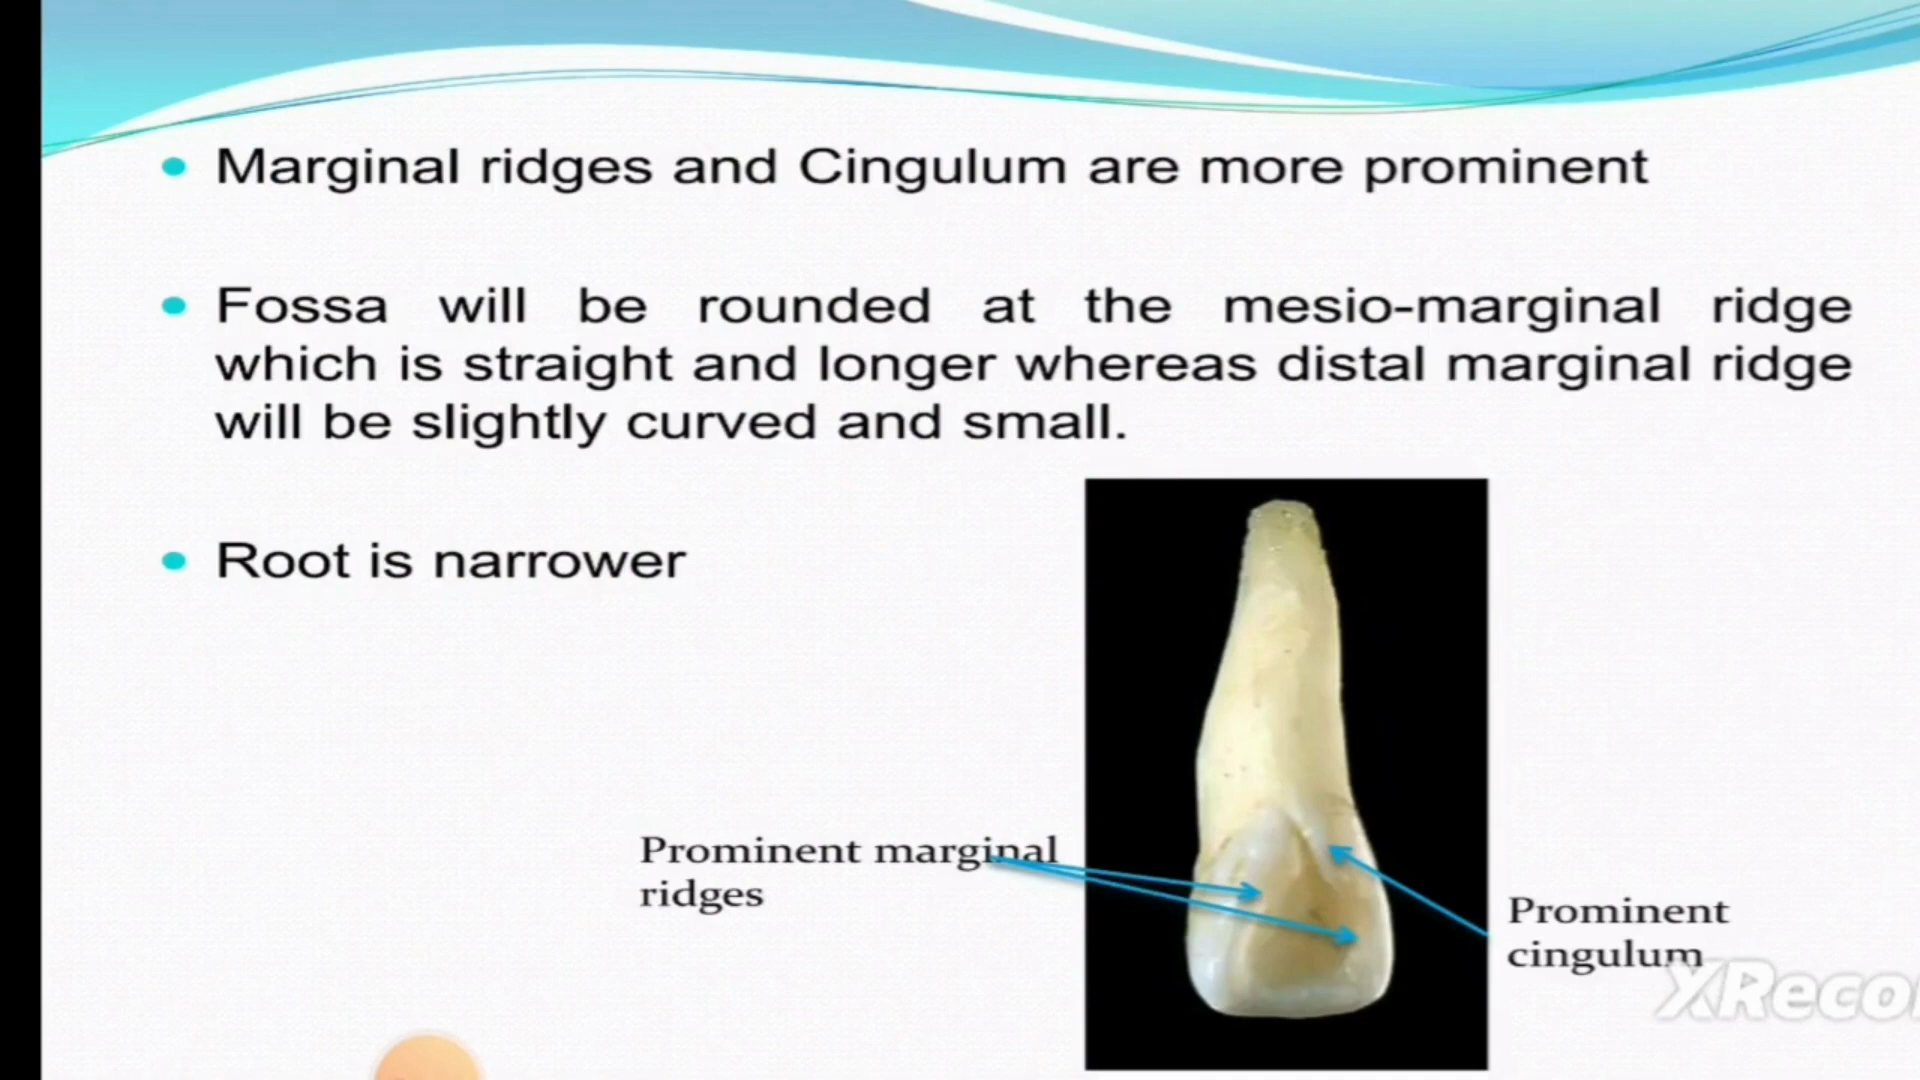 Marginal ridges and Cingulum are more prominent
Fossa will be rounded at the mesio-marginal ridge
which is straight and longer whereas distal marginal ridge
will be slightly curved and small.
Root is narrower
Prominent marginal
ridges
Prominent
cingulum
XReco